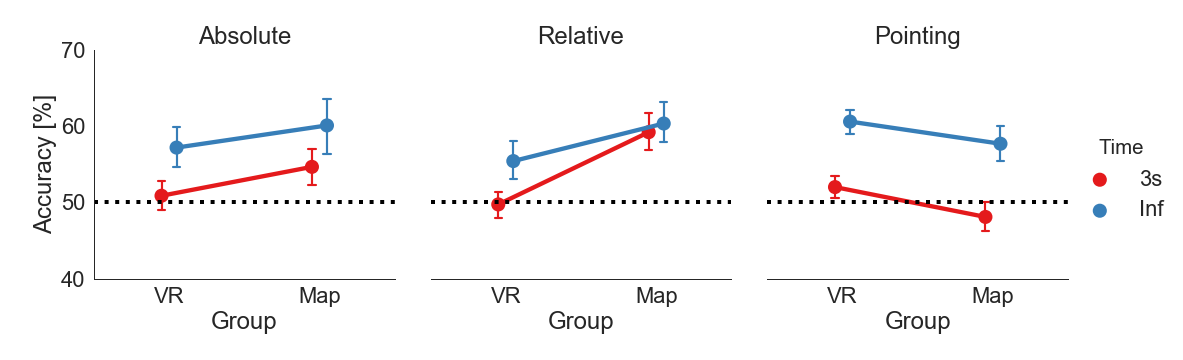 Absolute
Relative
Pointing
Accuracy [%]
70
60
50
40
VR
Map
VR
Map
VR
Map
Group
Group
Group
Time
3s
Inf